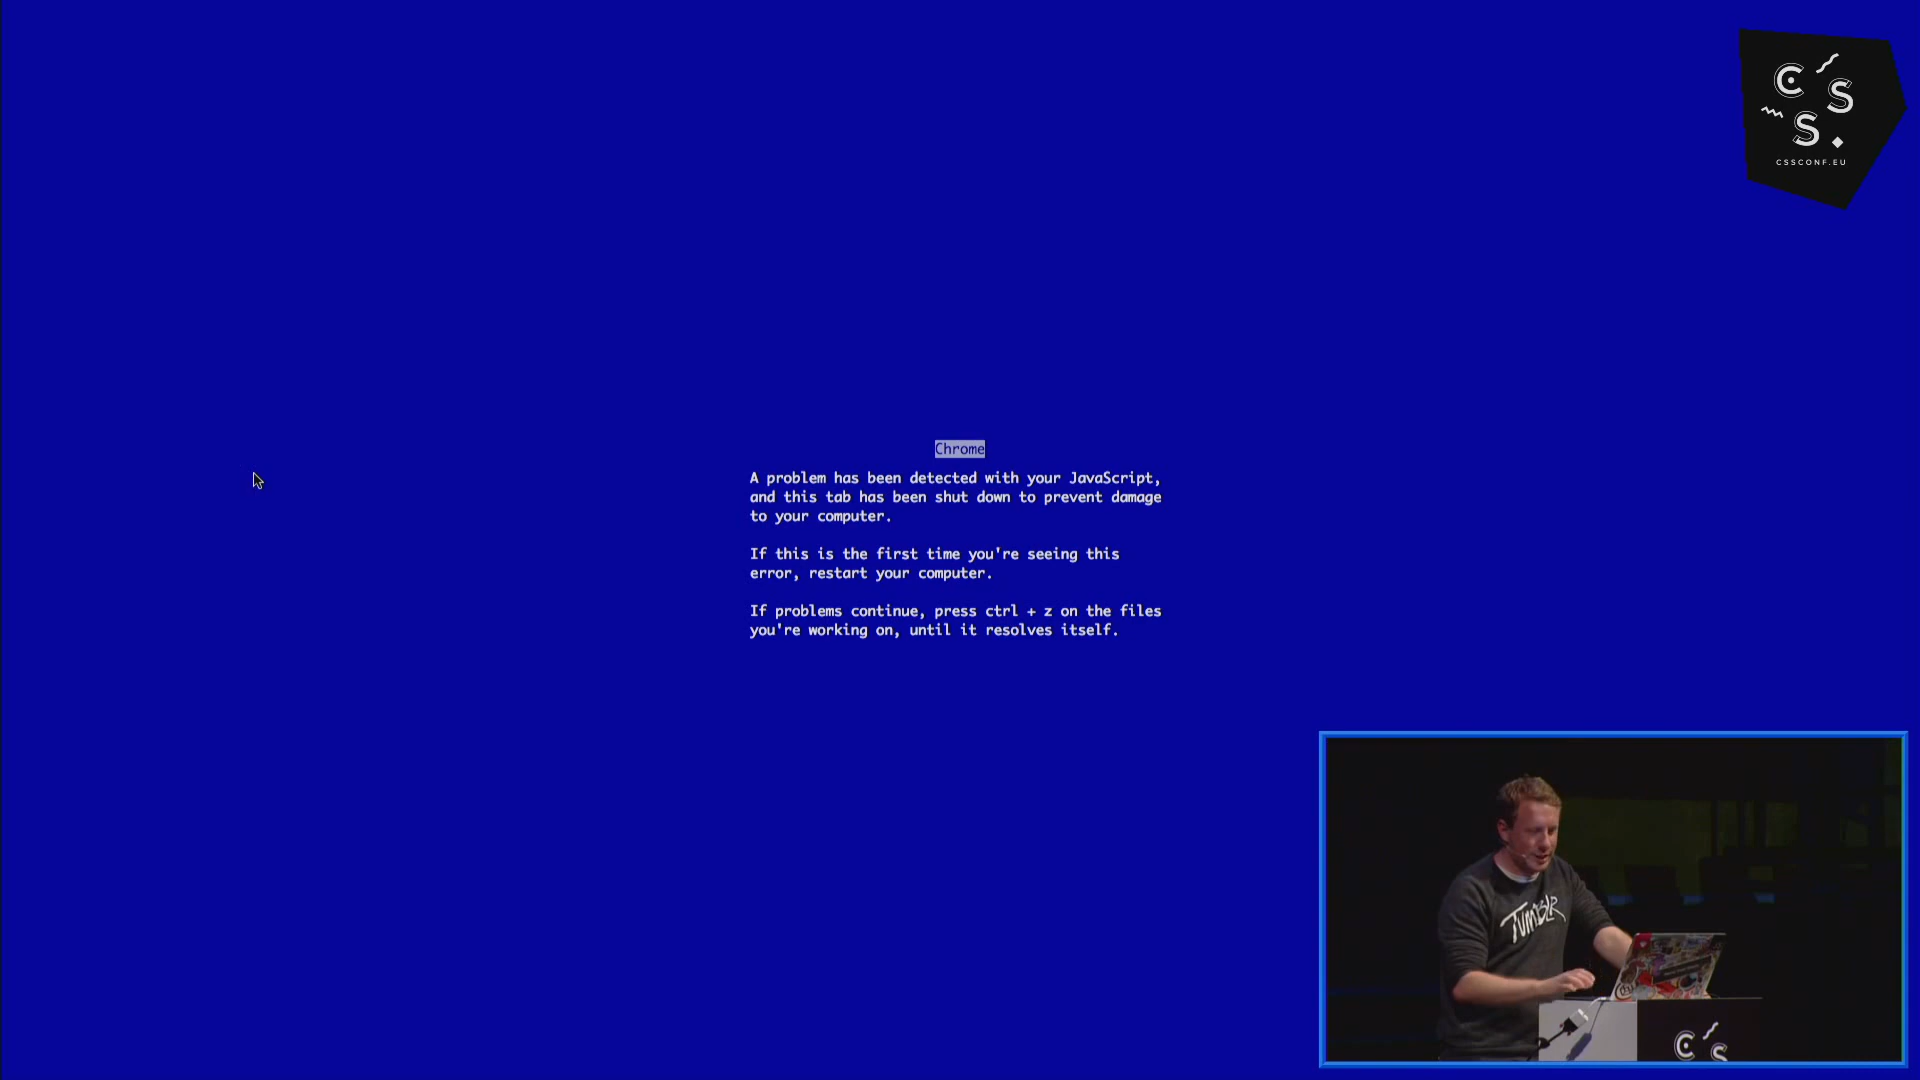 C S S.
CSSCONF.EU
Chrome
A problem has been detected with your JavaScript,
and this tab has been shut down to prevent damage
to your computer.
If this is the first time you're seeing this
error, restart your computer.
If problems continue, press ctrl + z on the files
you're working on, until it resolves itself.
TUMBLR
C S